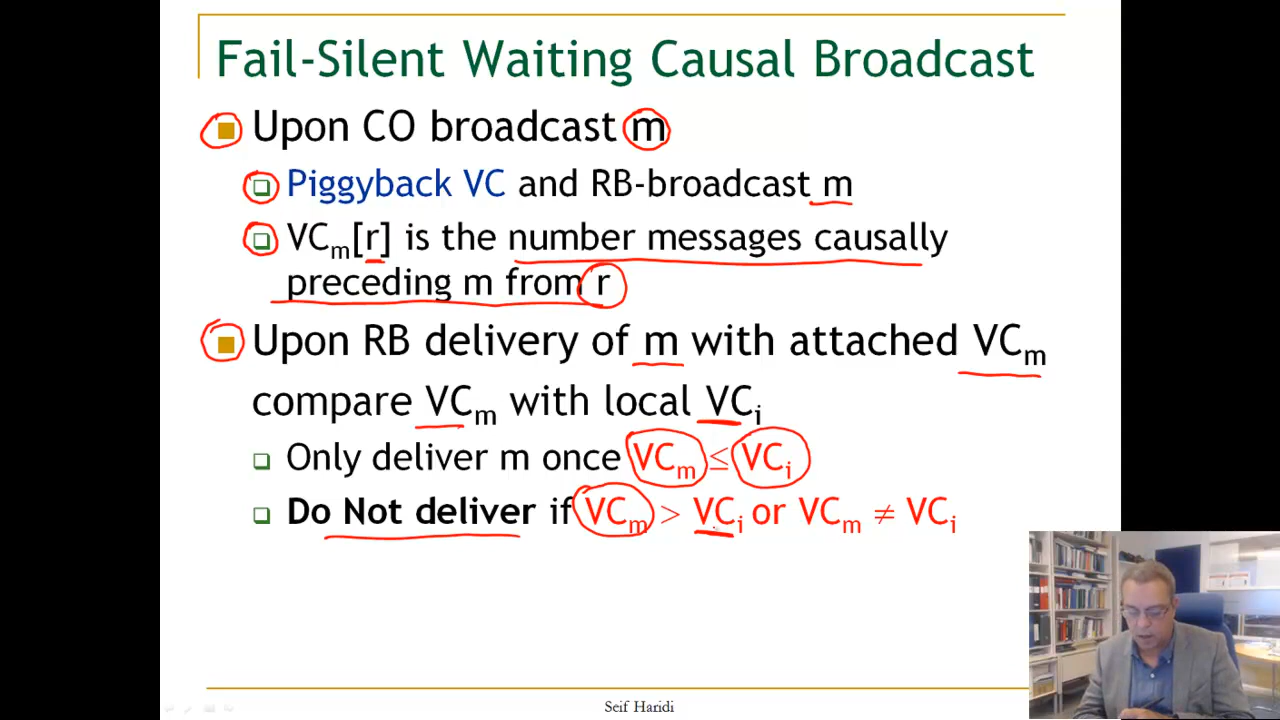 Fail-Silent Waiting Causal Broadcast
Upon CO broadcast m
Piggyback VC and RB-broadcast m
VCm[r] is the number messages causally
preceding m from r
Upon RB delivery of m with attached VCm
compare VCm with local VCi
Only deliver m once VCm ≤ VCi
Do Not deliver if VCm > VCi or VCm ≠ VCi
Seif Haridi